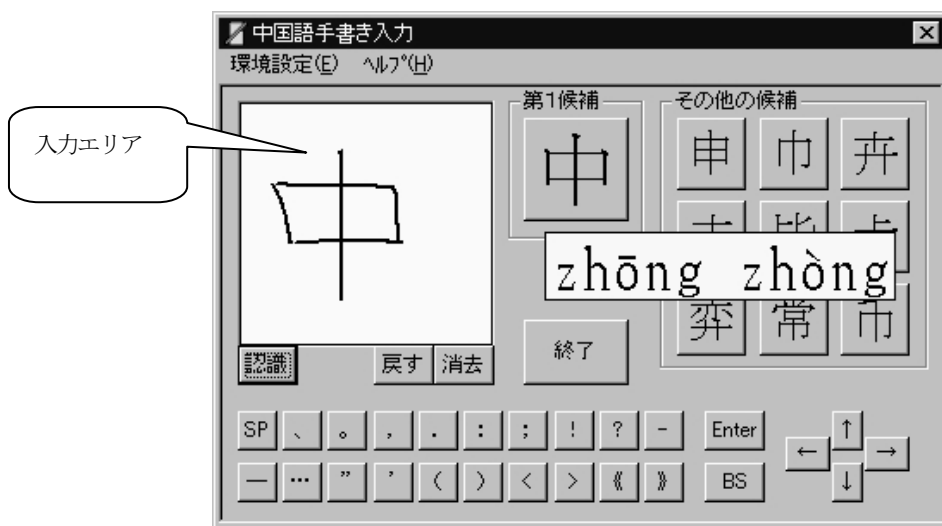 中国語手書き入力
環境設定(E) ヘルプ(H)
入力エリア
中
第1候補
中
その他の候補
申 巾 卉
zhōng zhòng
弈 常 帀
認識 戻す 消去
終了
SP 、 。 , . : ; ! ? - Enter ↑
← →
— … ” ’ ( ) < > 《 》 BS ↓